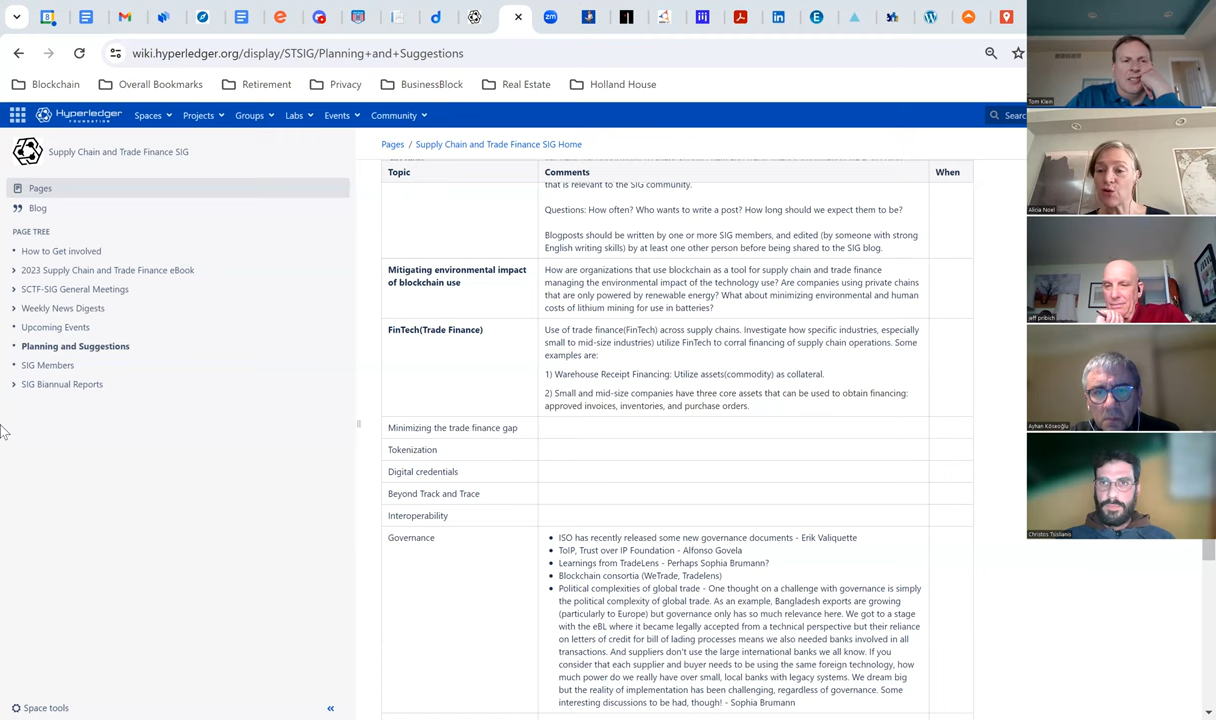 wiki.hyperledger.org/display/STSIG/Planning+and+Suggestions
Blockchain
Overall Bookmarks
Retirement
Privacy
BusinessBlock
Real Estate
Holland House
Hyperledger
FOUNDATION
Spaces
Projects
Groups
Labs
Events
Community
Searc
Supply Chain and Trade Finance SIG
Pages
Blog
PAGE TREE
How to Get involved
2023 Supply Chain and Trade Finance eBook
SCTF-SIG General Meetings
Weekly News Digests
Upcoming Events
Planning and Suggestions
SIG Members
SIG Biannual Reports
Space tools
Pages / Supply Chain and Trade Finance SIG Home
Topic
Comments
When
that is relevant to the SIG community.
Questions: How often? Who wants to write a post? How long should we expect them to be?
Blogposts should be written by one or more SIG members, and edited (by someone with strong
English writing skills) by at least one other person before being shared to the SIG blog.
Mitigating environmental impact
of blockchain use
How are organizations that use blockchain as a tool for supply chain and trade finance
managing the environmental impact of the technology use? Are companies using private chains
that are only powered by renewable energy? What about minimizing environmental and human
costs of lithium mining for use in batteries?
FinTech(Trade Finance)
Use of trade finance(FinTech) across supply chains. Investigate how specific industries, especially
small to mid-size industries) utilize FinTech to corral financing of supply chain operations. Some
examples are:
1) Warehouse Receipt Financing: Utilize assets(commodity) as collateral.
2) Small and mid-size companies have three core assets that can be used to obtain financing:
approved invoices, inventories, and purchase orders.
Minimizing the trade finance gap
Tokenization
Digital credentials
Beyond Track and Trace
Interoperability
Governance
• ISO has recently released some new governance documents - Erik Valiquette
• ToIP, Trust over IP Foundation - Alfonso Govela
• Learnings from TradeLens - Perhaps Sophia Brumann?
• Blockchain consortia (WeTrade, Tradelens)
• Political complexities of global trade - One thought on a challenge with governance is simply
the political complexity of global trade. As an example, Bangladesh exports are growing
(particularly to Europe) but governance only has so much relevance here. We got to a stage
with the eBL where it became legally accepted from a technical perspective but their reliance
on letters of credit for bill of lading processes means we also needed banks involved in all
transactions. And suppliers don't use the large international banks we all know. If you
consider that each supplier and buyer needs to be using the same foreign technology, how
much power do we really have over small, local banks with legacy systems. We dream big
but the reality of implementation has been challenging, regardless of governance. Some
interesting discussions to be had, though! - Sophia Brumann
Tom Klein
Alicia Noel
jeff pribich
Ayhan Köseoğlu
Christos Tsilianis